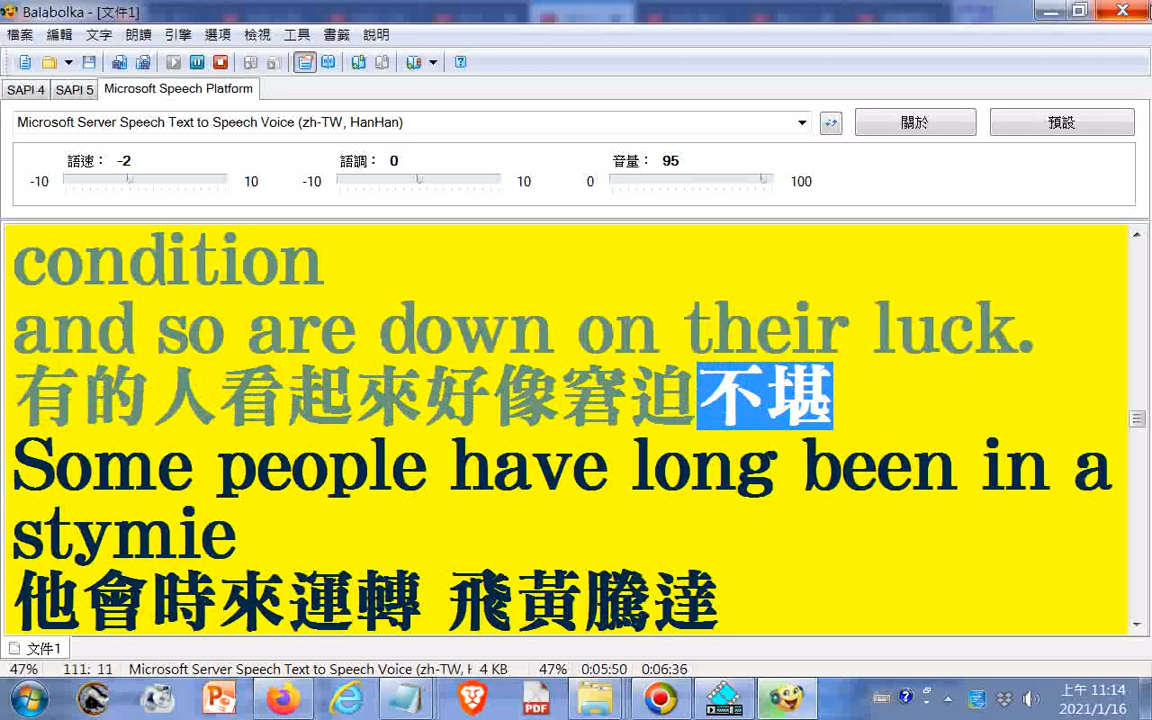 Balabolka - [文件1]
檔案 編輯 文字 朗讀 引擎 選項 檢視 工具 書籤 說明
SAPI 4 SAPI 5 Microsoft Speech Platform
Microsoft Server Speech Text to Speech Voice (zh-TW, HanHan) 關於 預設
語速： -2 語調： 0 音量： 95
-10 10 -10 10 0 100
condition
and so are down on their luck.
有的人看起來好像窘迫不堪
Some people have long been in a
stymie
他會時來運轉 飛黃騰達
文件1
47% 111: 11 Microsoft Server Speech Text to Speech Voice (zh-TW, H 4 KB 47% 0:05:50 0:06:36
PDF
上午 11:14
2021/1/16